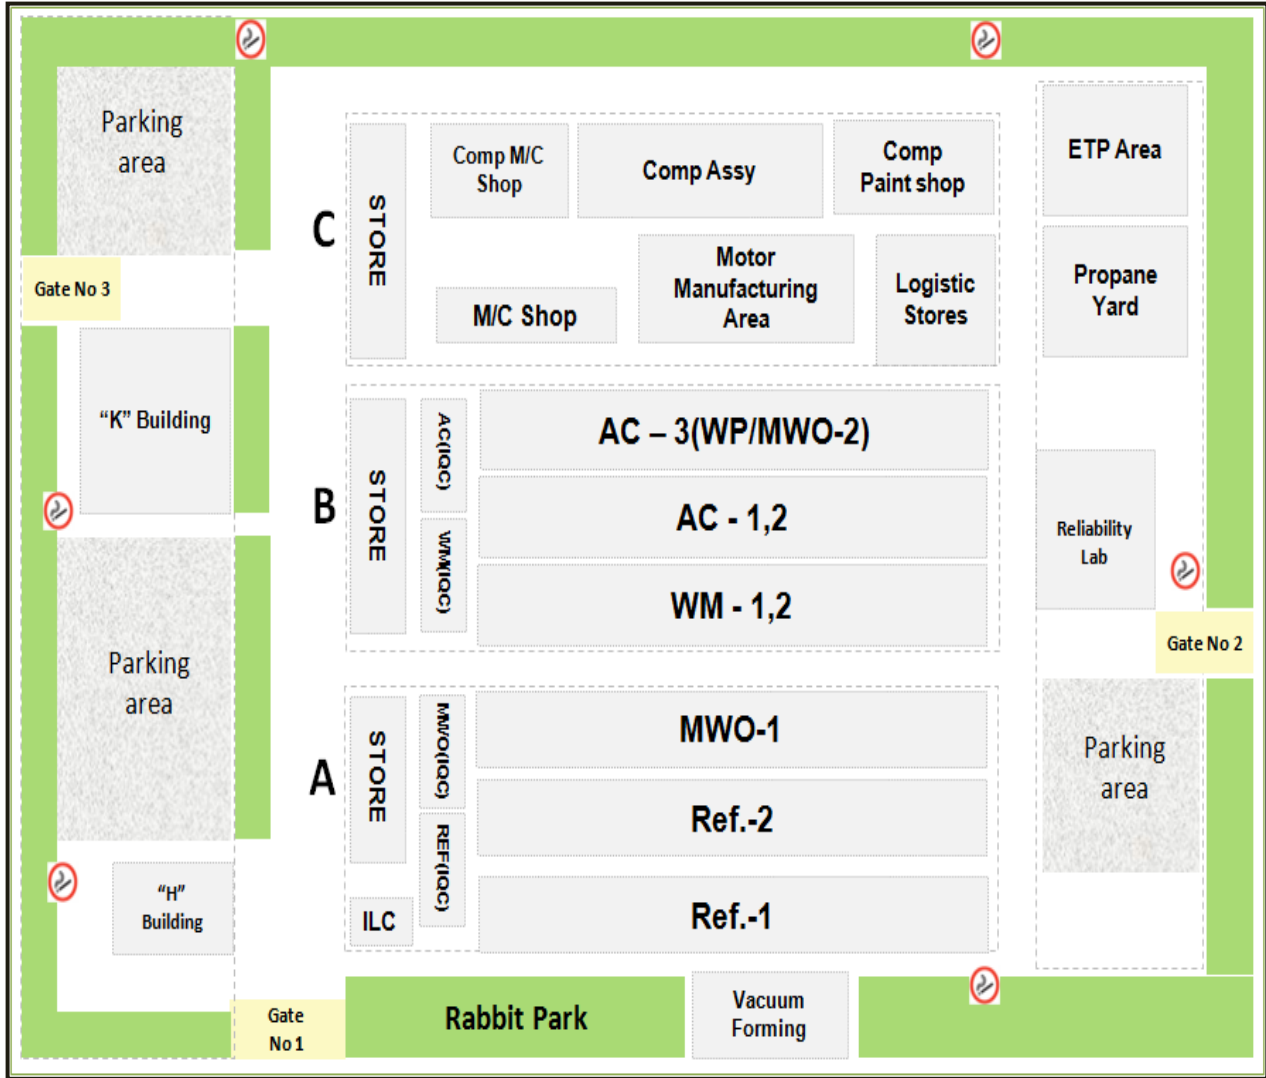 Parking
area
Gate No 3
"K" Building
Parking
area
"H"
Building
Gate
No 1
C
STORE
Comp M/C
Shop
Comp Assy
Comp
Paint shop
M/C Shop
Motor
Manufacturing
Area
Logistic
Stores
B
STORE
AC(IQC)
WM(IQC)
AC – 3(WP/MWO-2)
AC - 1,2
WM - 1,2
A
STORE
MWO(IQC)
REF(IQC)
ILC
MWO-1
Ref.-2
Ref.-1
Rabbit Park
Vacuum
Forming
ETP Area
Propane
Yard
Reliability
Lab
Gate No 2
Parking
area